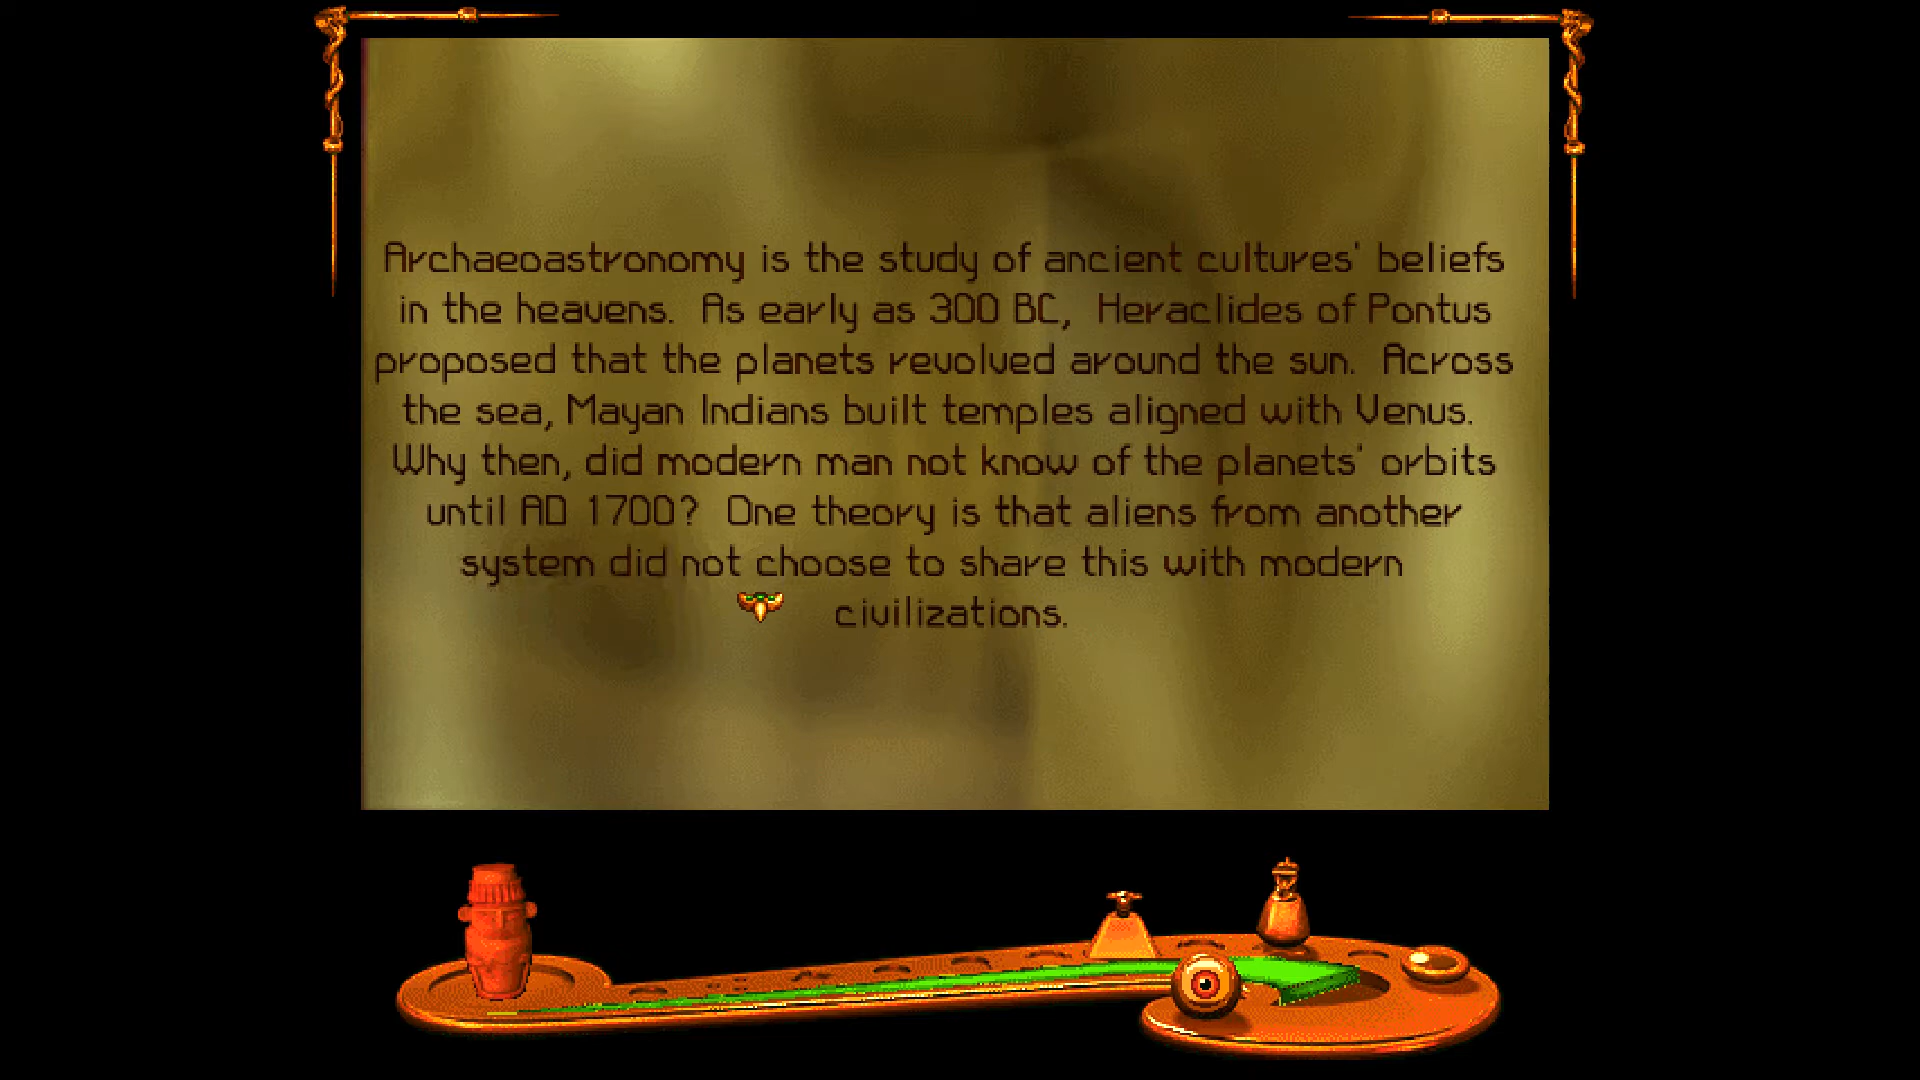 Archaeoastronomy is the study of ancient cultures' beliefs
in the heavens.  As early as 300 BC,  Heraclides of Pontus
proposed that the planets revolved around the sun.  Across
the sea, Mayan Indians built temples aligned with Venus.
Why then, did modern man not know of the planets' orbits
until AD 1700?  One theory is that aliens from another
system did not choose to share this with modern
civilizations.